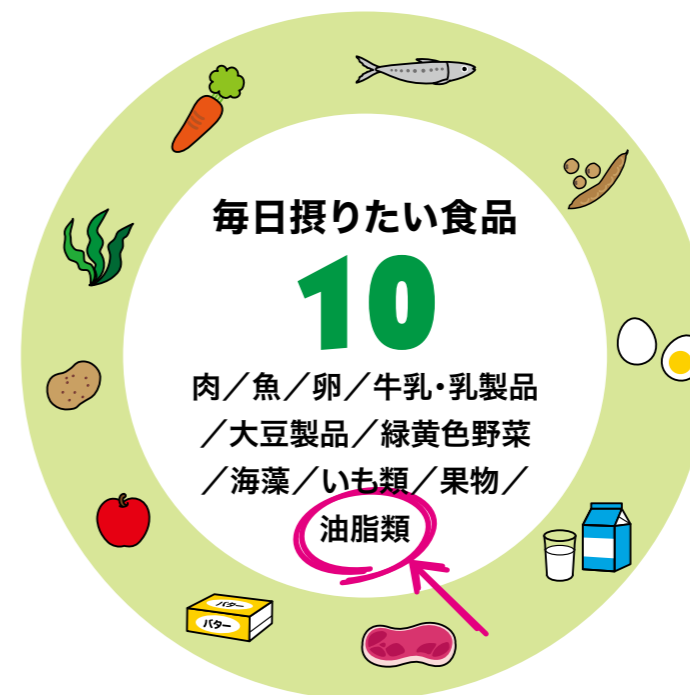 毎日摂りたい食品
10
肉／魚／卵／牛乳・乳製品
／大豆製品／緑黄色野菜
／海藻／いも類／果物／
油脂類
バター
バター